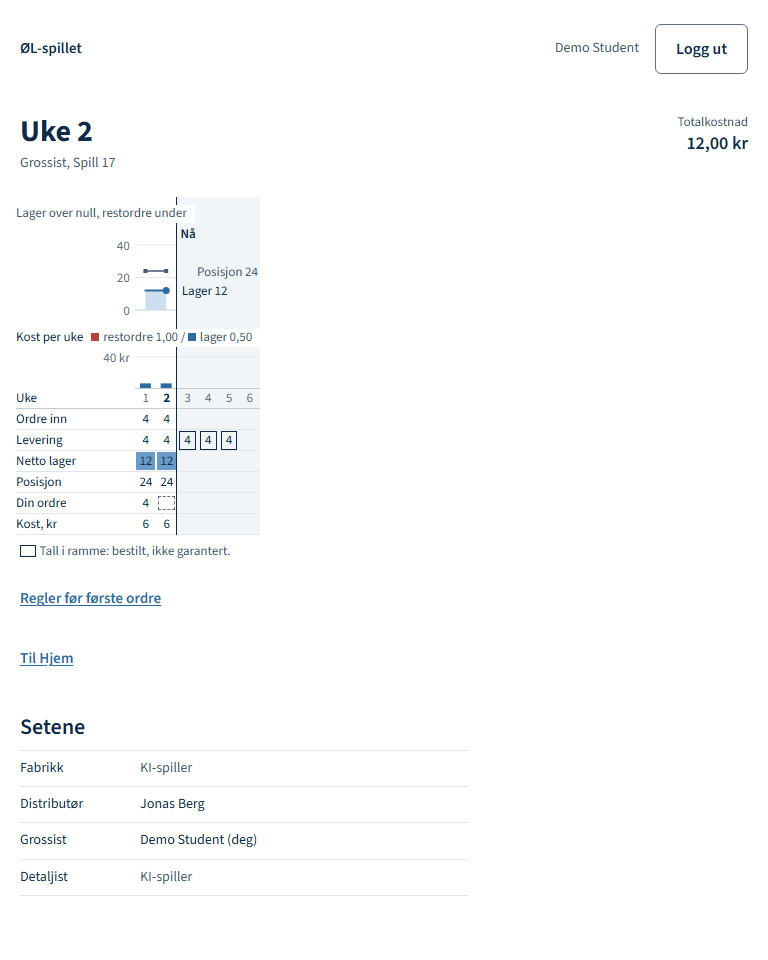 ØL-spillet Demo Student Logg ut
Uke 2 Totalkostnad
Grossist, Spill 17 12,00 kr
Lager over null, restordre under
Nå
40
20 Posisjon 24
Lager 12
0
Kost per uke restordre 1,00 / lager 0,50
40 kr
Uke 1 2 3 4 5 6
Ordre inn 4 4
Levering 4 4 4 4 4
Netto lager 12 12
Posisjon 24 24
Din ordre 4
Kost, kr 6 6
Tall i ramme: bestilt, ikke garantert.
Regler før første ordre
Til Hjem
Setene
Fabrikk KI-spiller
Distributør Jonas Berg
Grossist Demo Student (deg)
Detaljist KI-spiller